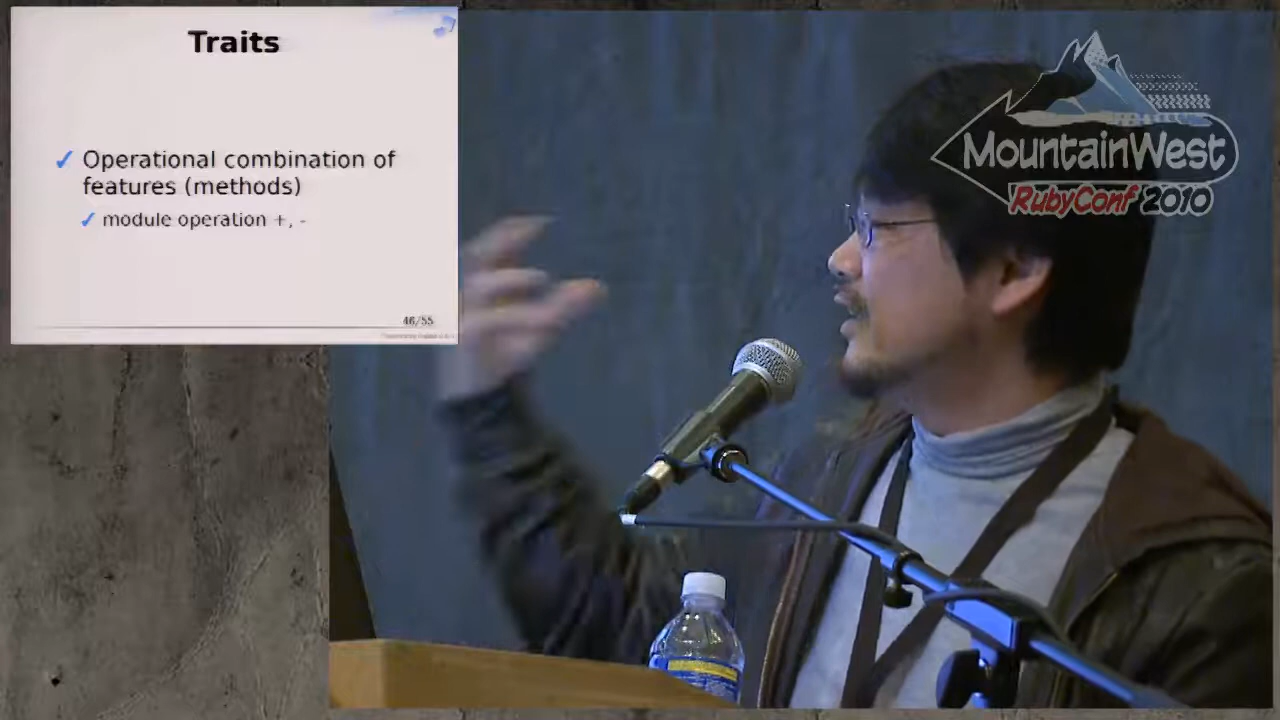 Traits
✓ Operational combination of
features (methods)
✓ module operation +, -
46/55
MountainWest
RubyConf 2010